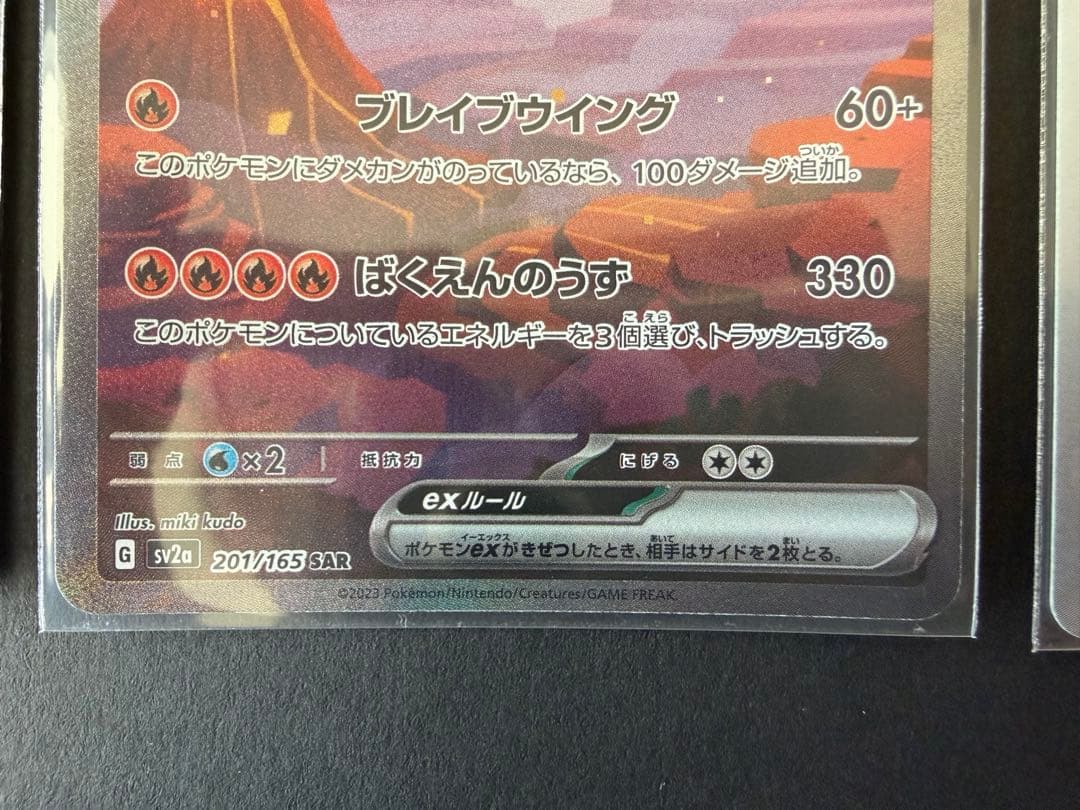 ブレイブウイング 60+
このポケモンにダメカンがのっているなら、100ダメージ追加。
ついか
ばくえんのうず 330
このポケモンについているエネルギーを3個選び、トラッシュする。
こ えら
弱点 ×2 抵抗力 にげる
exルール
ポケモンexがきぜつしたとき、相手はサイドを2枚とる。
イーエックス あいて まい
Illus. miki kudo
G sv2a 201/165 SAR
©2023 Pokémon/Nintendo/Creatures/GAME FREAK.